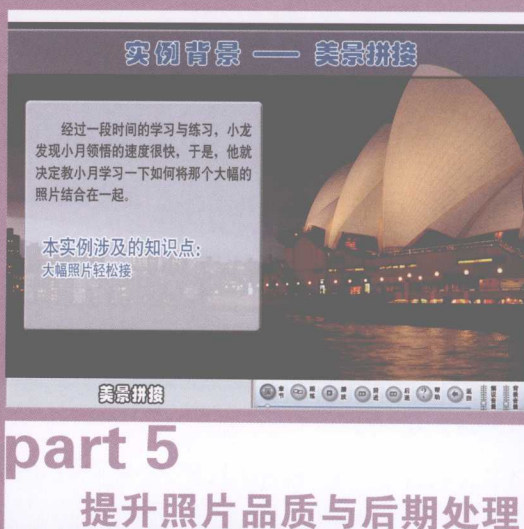 实例背景 —— 美景拼接
经过一段时间的学习与练习，小龙
发现小月领悟的速度很快，于是，他就
决定教小月学习一下如何将那个大幅的
照片结合在一起。
本实例涉及的知识点:
大幅照片轻松接
美景拼接
part 5
提升照片品质与后期处理